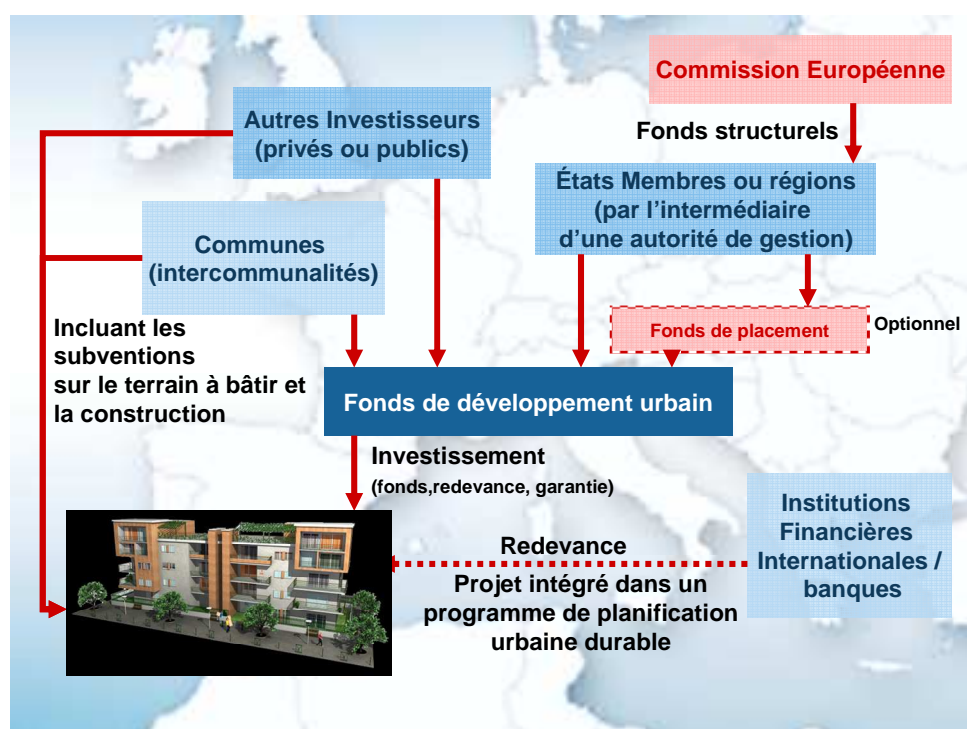 Commission Européenne
Autres Investisseurs
(privés ou publics)
Fonds structurels
États Membres ou régions
(par l’intermédiaire
d’une autorité de gestion)
Communes
(intercommunalités)
Incluant les
subventions
sur le terrain à bâtir et
la construction
Fonds de placement
Optionnel
Fonds de développement urbain
Investissement
(fonds,redevance, garantie)
Institutions
Financières
Internationales /
banques
Redevance
Projet intégré dans un
programme de planification
urbaine durable